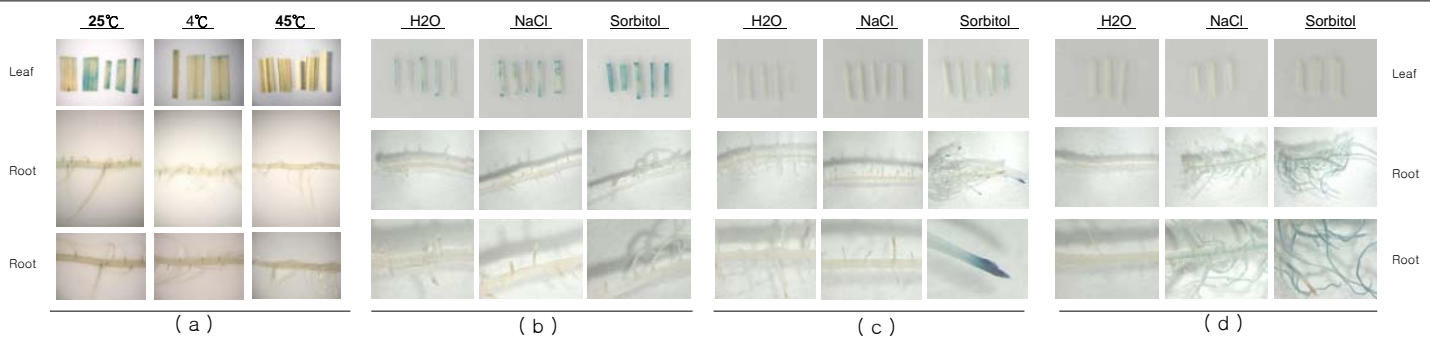 25℃ 4℃ 45℃ H2O NaCl Sorbitol H2O NaCl Sorbitol H2O NaCl Sorbitol
Leaf Leaf
Root Root
Root Root
(a) (b) (c) (d)